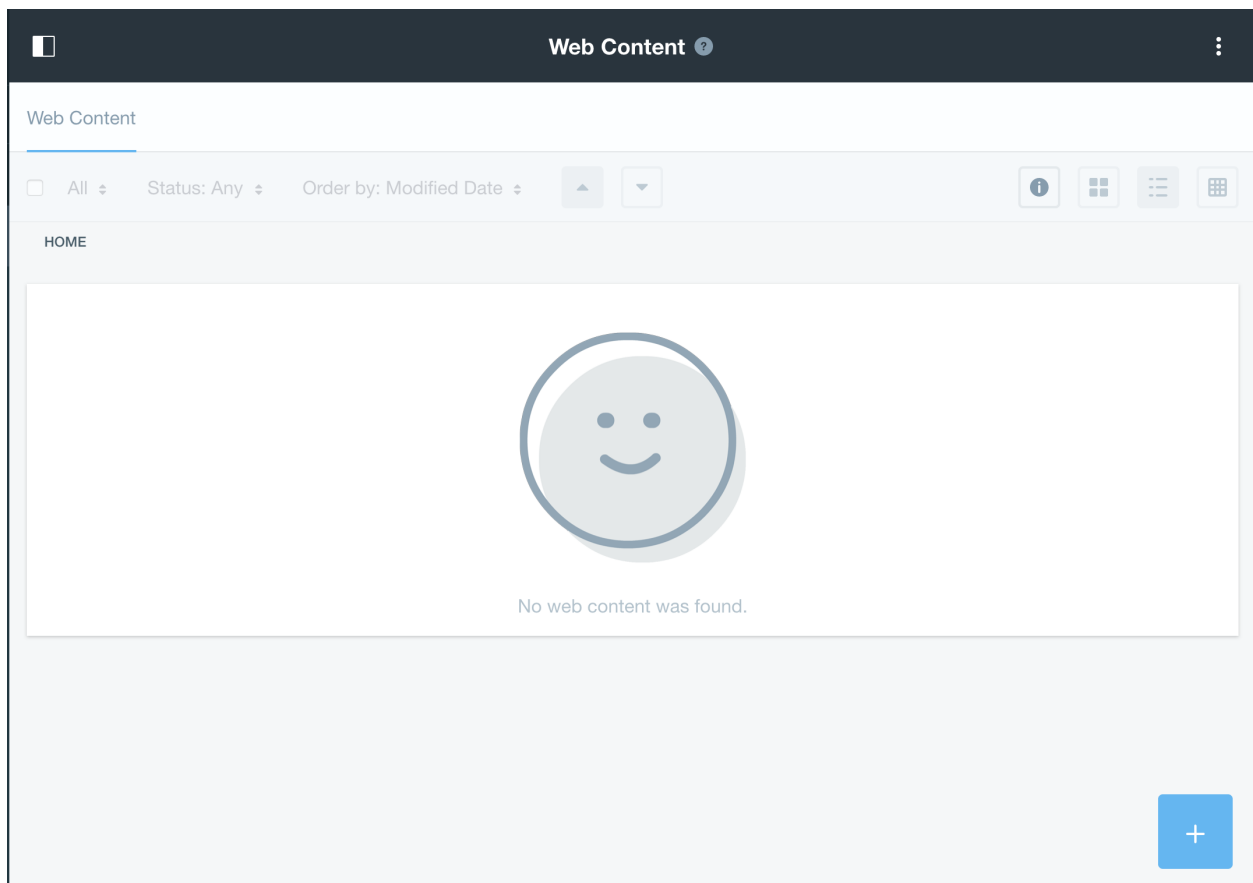 Web Content ?
Web Content
All Status: Any Order by: Modified Date i
HOME
No web content was found.
+